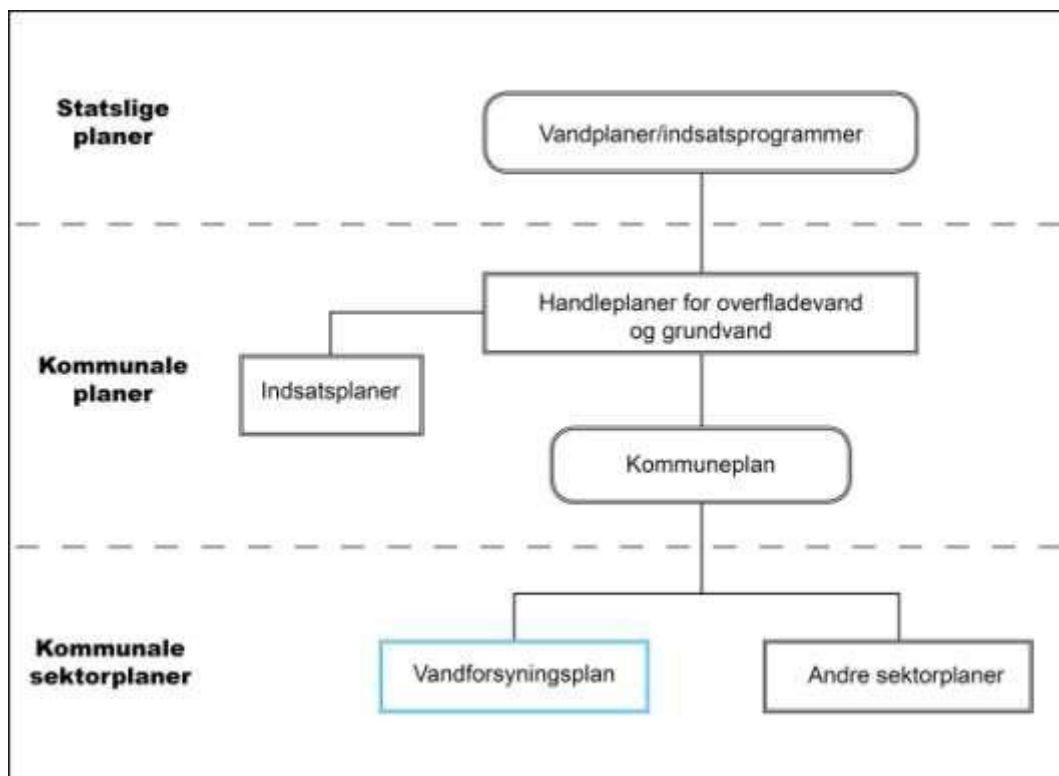 Statslige
planer
Vandplaner/indsatsprogrammer
Handleplaner for overfladevand
og grundvand
Kommunale
planer
Indsatsplaner
Kommuneplan
Kommunale
sektorplaner
Vandforsyningsplan
Andre sektorplaner